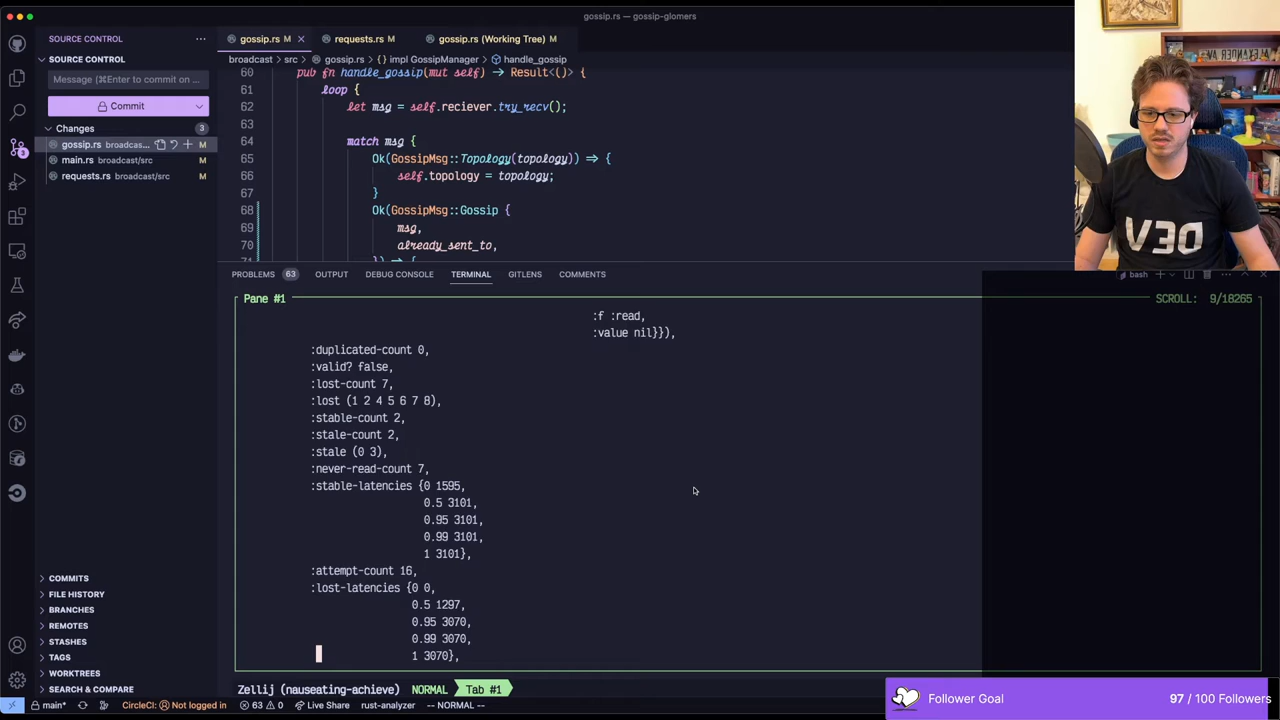 gossip.rs — gossip-glomers
SOURCE CONTROL
gossip.rs M
requests.rs M
gossip.rs (Working Tree) M
SOURCE CONTROL
broadcast > src > gossip.rs > {} impl GossipManager > handle_gossip
Message (⌘Enter to commit on ...
Commit
Changes 3
gossip.rs broadcas... M
main.rs broadcast/src M
requests.rs broadcast/src M
60 pub fn handle_gossip(mut self) -> Result<()> {
61 loop {
62 let msg = self.reciever.try_recv();
63
64 match msg {
65 Ok(GossipMsg::Topology(topology)) => {
66 self.topology = topology;
67 }
68 Ok(GossipMsg::Gossip {
69 msg,
70 already_sent_to,
71 }) => {
PROBLEMS 63 OUTPUT DEBUG CONSOLE TERMINAL GITLENS COMMENTS
bash
Pane #1
SCROLL: 9/18265
:f :read,
:value nil}}),
:duplicated-count 0,
:valid? false,
:lost-count 7,
:lost (1 2 4 5 6 7 8),
:stable-count 2,
:stale-count 2,
:stale (0 3),
:never-read-count 7,
:stable-latencies {0 1595,
0.5 3101,
0.95 3101,
0.99 3101,
1 3101},
:attempt-count 16,
:lost-latencies {0 0,
0.5 1297,
0.95 3070,
0.99 3070,
1 3070},
COMMITS
FILE HISTORY
BRANCHES
REMOTES
STASHES
TAGS
WORKTREES
SEARCH & COMPARE
Zellij (nauseating-achieve) NORMAL Tab #1
main*
CircleCI: Not logged in
63 0
Live Share
rust-analyzer
-- NORMAL --
Follower Goal
97 / 100 Followers